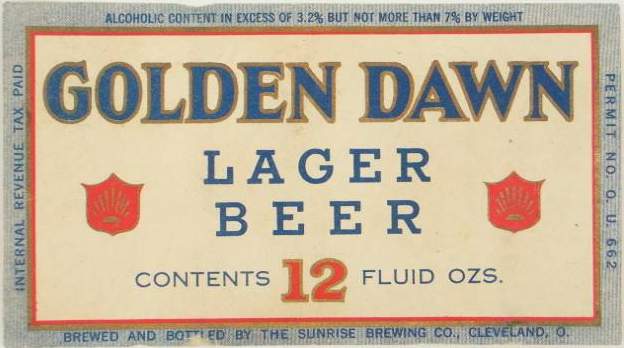 ALCOHOLIC CONTENT IN EXCESS OF 3.2% BUT NOT MORE THAN 7% BY WEIGHT
INTERNAL REVENUE TAX PAID
GOLDEN DAWN
LAGER
BEER
CONTENTS 12 FLUID OZS.
PERMIT NO. O. U. 662
BREWED AND BOTTLED BY THE SUNRISE BREWING CO., CLEVELAND, O.